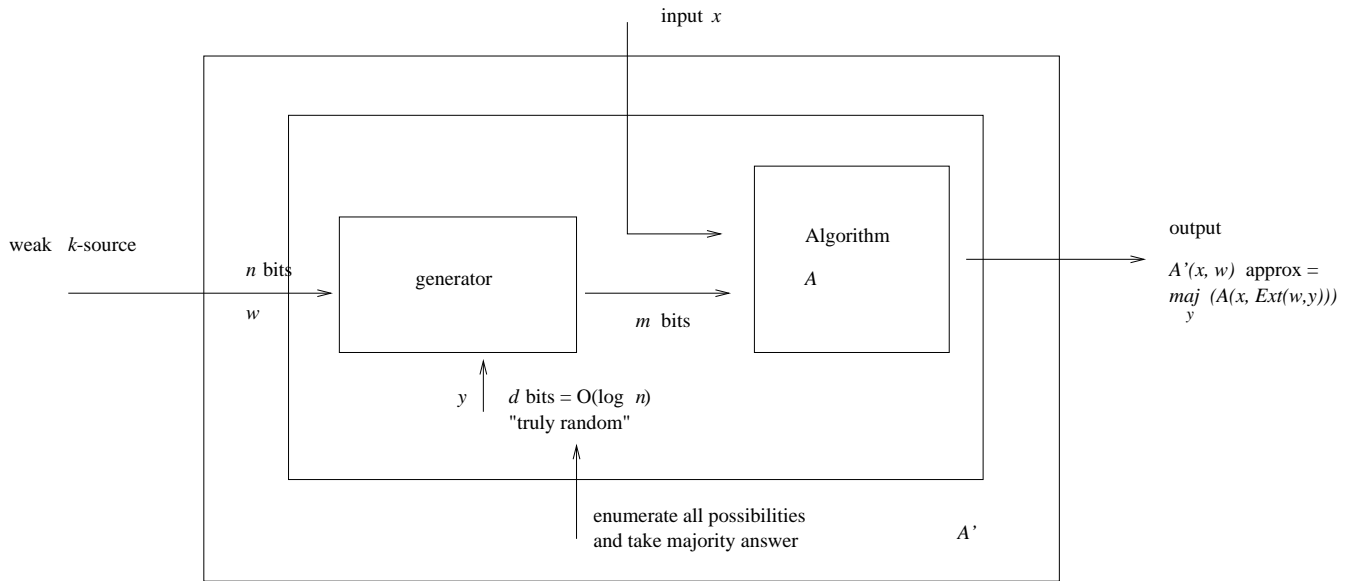 input x
weak k-source
n bits
w
generator
m bits
Algorithm
A
output
A'(x, w) approx =
maj (A(x, Ext(w,y)))
y
y
d bits = O(log n)
"truly random"
enumerate all possibilities
and take majority answer
A'